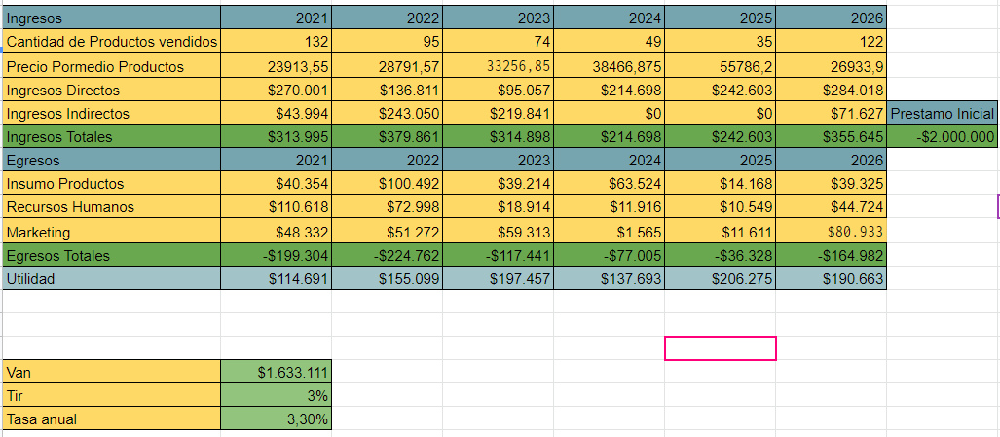 Ingresos 2021 2022 2023 2024 2025 2026
Cantidad de Productos vendidos 132 95 74 49 35 122
Precio Pormedio Productos 23913,55 28791,57 33256,85 38466,875 55786,2 26933,9
Ingresos Directos $270.001 $136.811 $95.057 $214.698 $242.603 $284.018
Ingresos Indirectos $43.994 $243.050 $219.841 $0 $0 $71.627 Prestamo Inicial
Ingresos Totales $313.995 $379.861 $314.898 $214.698 $242.603 $355.645 -$2.000.000
Egresos 2021 2022 2023 2024 2025 2026
Insumo Productos $40.354 $100.492 $39.214 $63.524 $14.168 $39.325
Recursos Humanos $110.618 $72.998 $18.914 $11.916 $10.549 $44.724
Marketing $48.332 $51.272 $59.313 $1.565 $11.611 $80.933
Egresos Totales -$199.304 -$224.762 -$117.441 -$77.005 -$36.328 -$164.982
Utilidad $114.691 $155.099 $197.457 $137.693 $206.275 $190.663
Van $1.633.111
Tir 3%
Tasa anual 3,30%